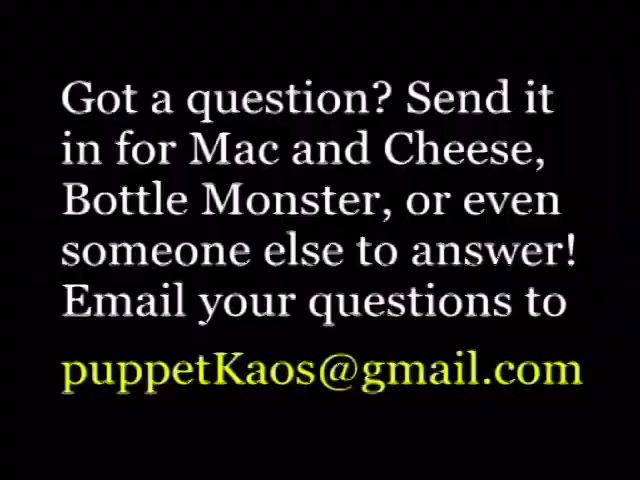 Got a question? Send it
in for Mac and Cheese,
Bottle Monster, or even
someone else to answer!
Email your questions to
puppetKaos@gmail.com